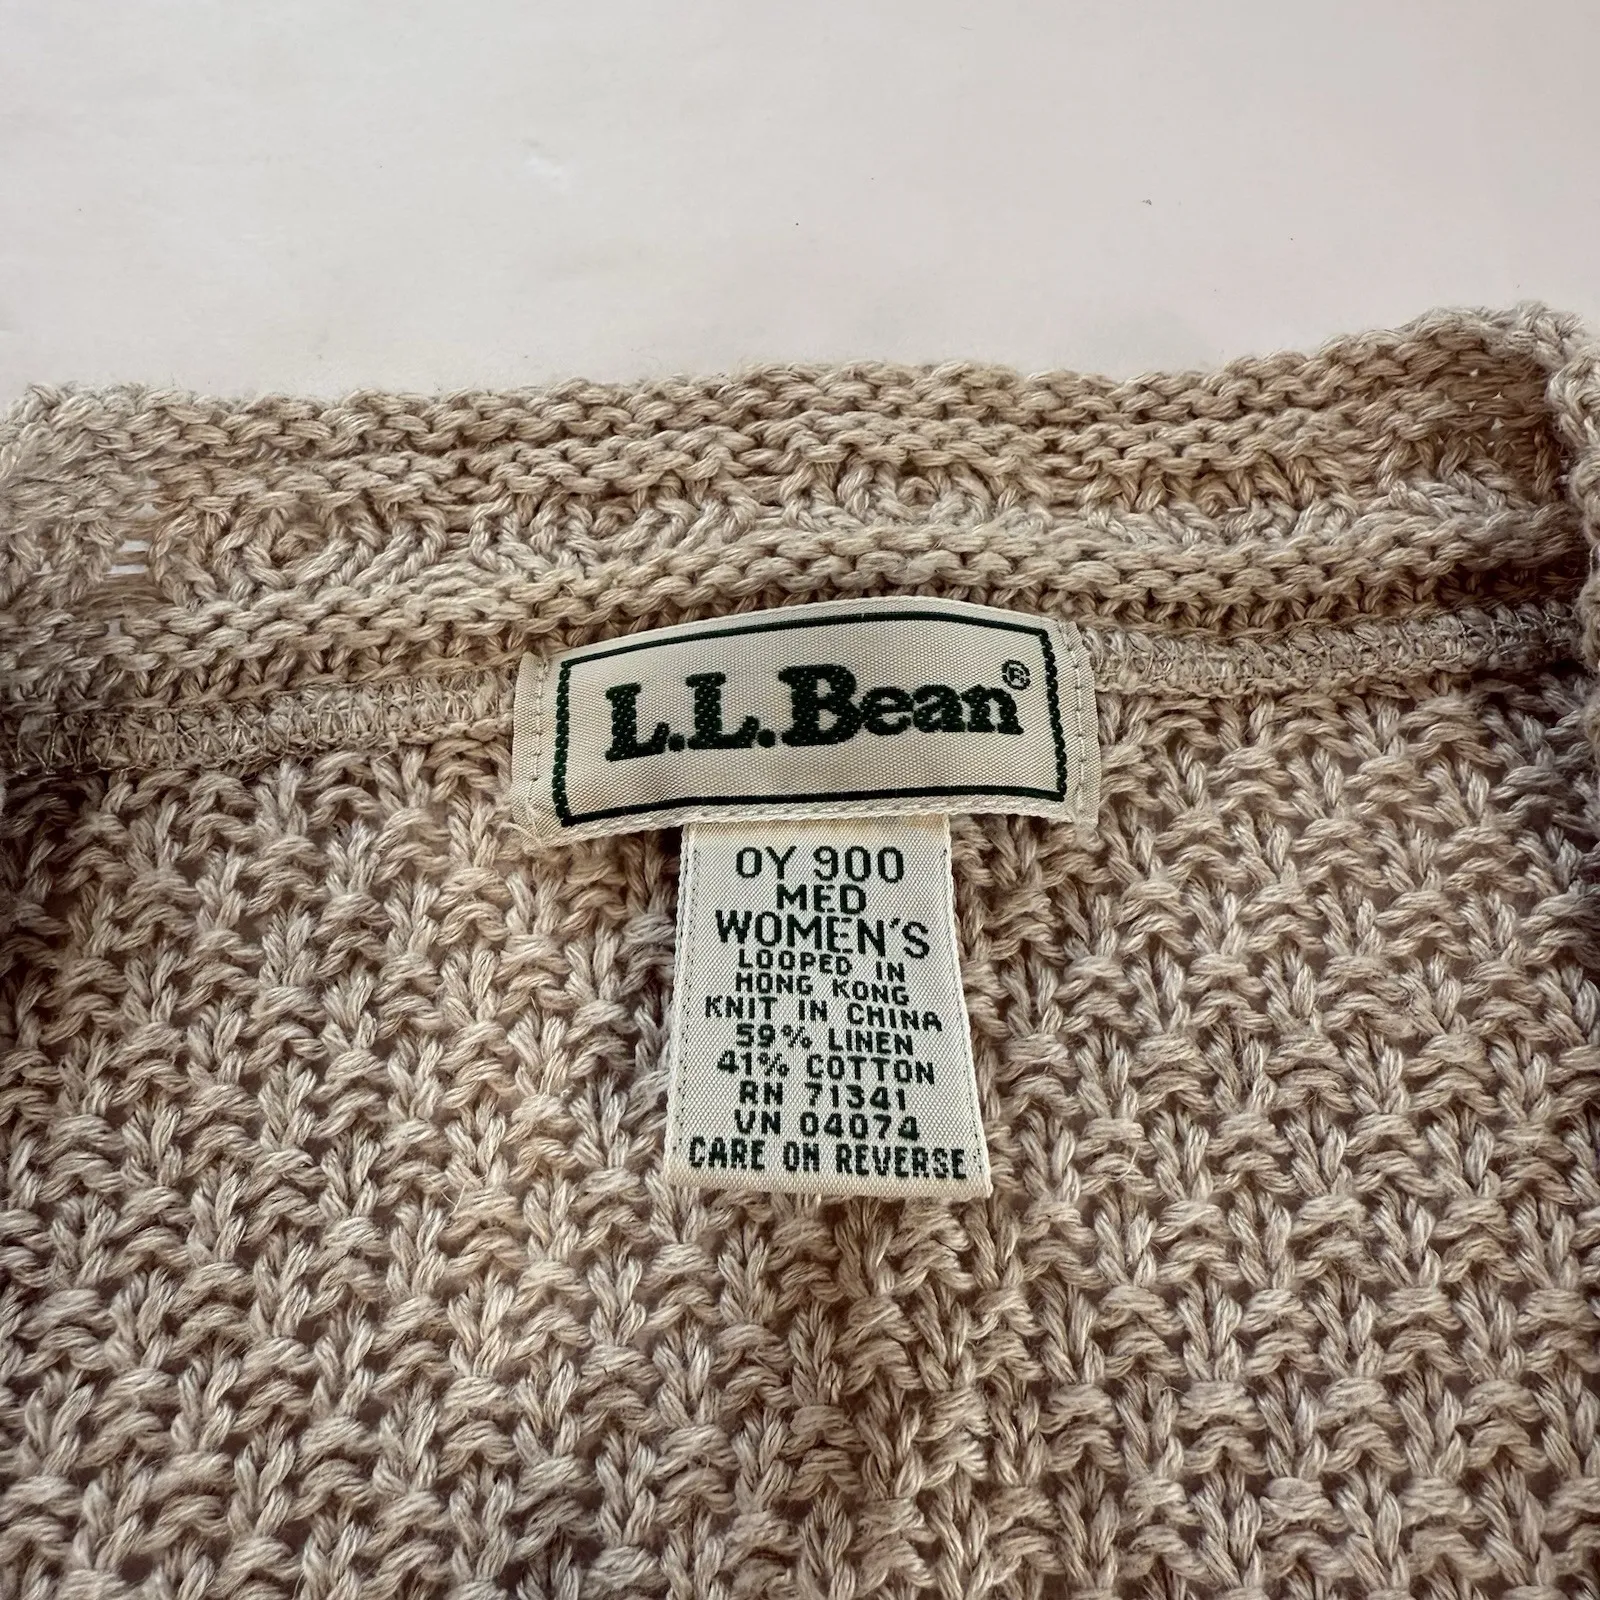 L.L.Bean®
OY 900
MED
WOMEN'S
LOOPED IN
HONG KONG
KNIT IN CHINA
59% LINEN
41% COTTON
RN 71341
VN 04074
CARE ON REVERSE